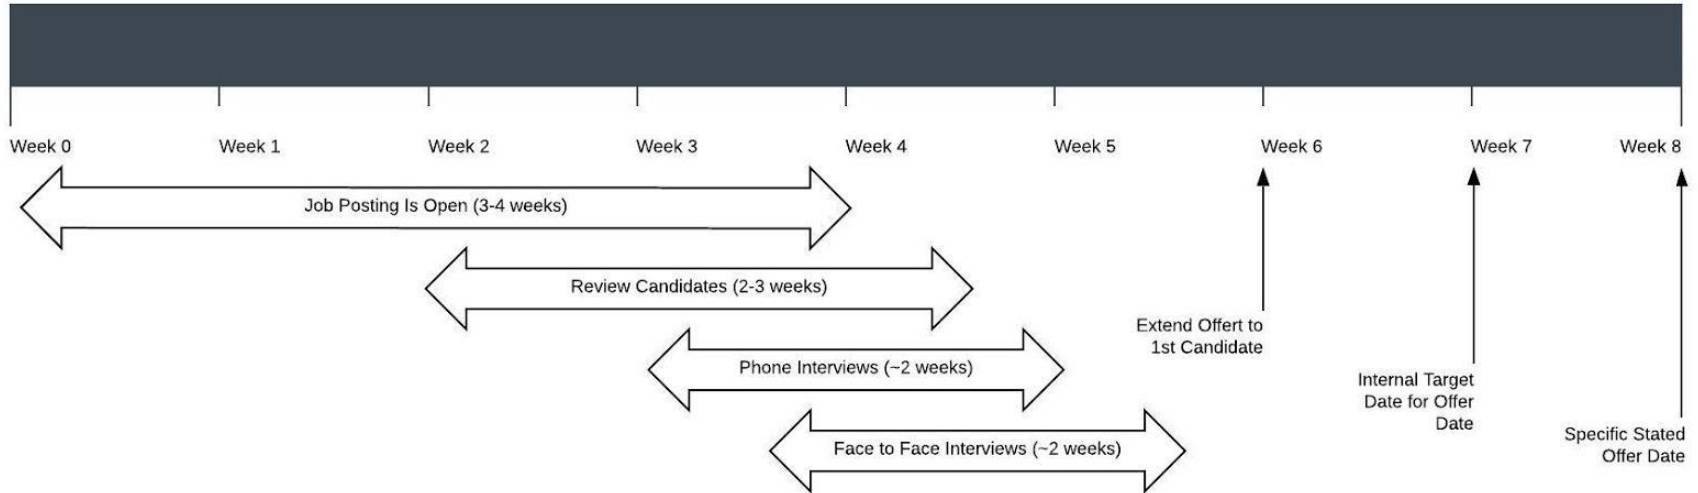 Week 0
Week 1
Week 2
Week 3
Week 4
Week 5
Week 6
Week 7
Week 8
Job Posting Is Open (3-4 weeks)
Review Candidates (2-3 weeks)
Phone Interviews (~2 weeks)
Face to Face Interviews (~2 weeks)
Extend Offert to
1st Candidate
Internal Target
Date for Offer
Date
Specific Stated
Offer Date